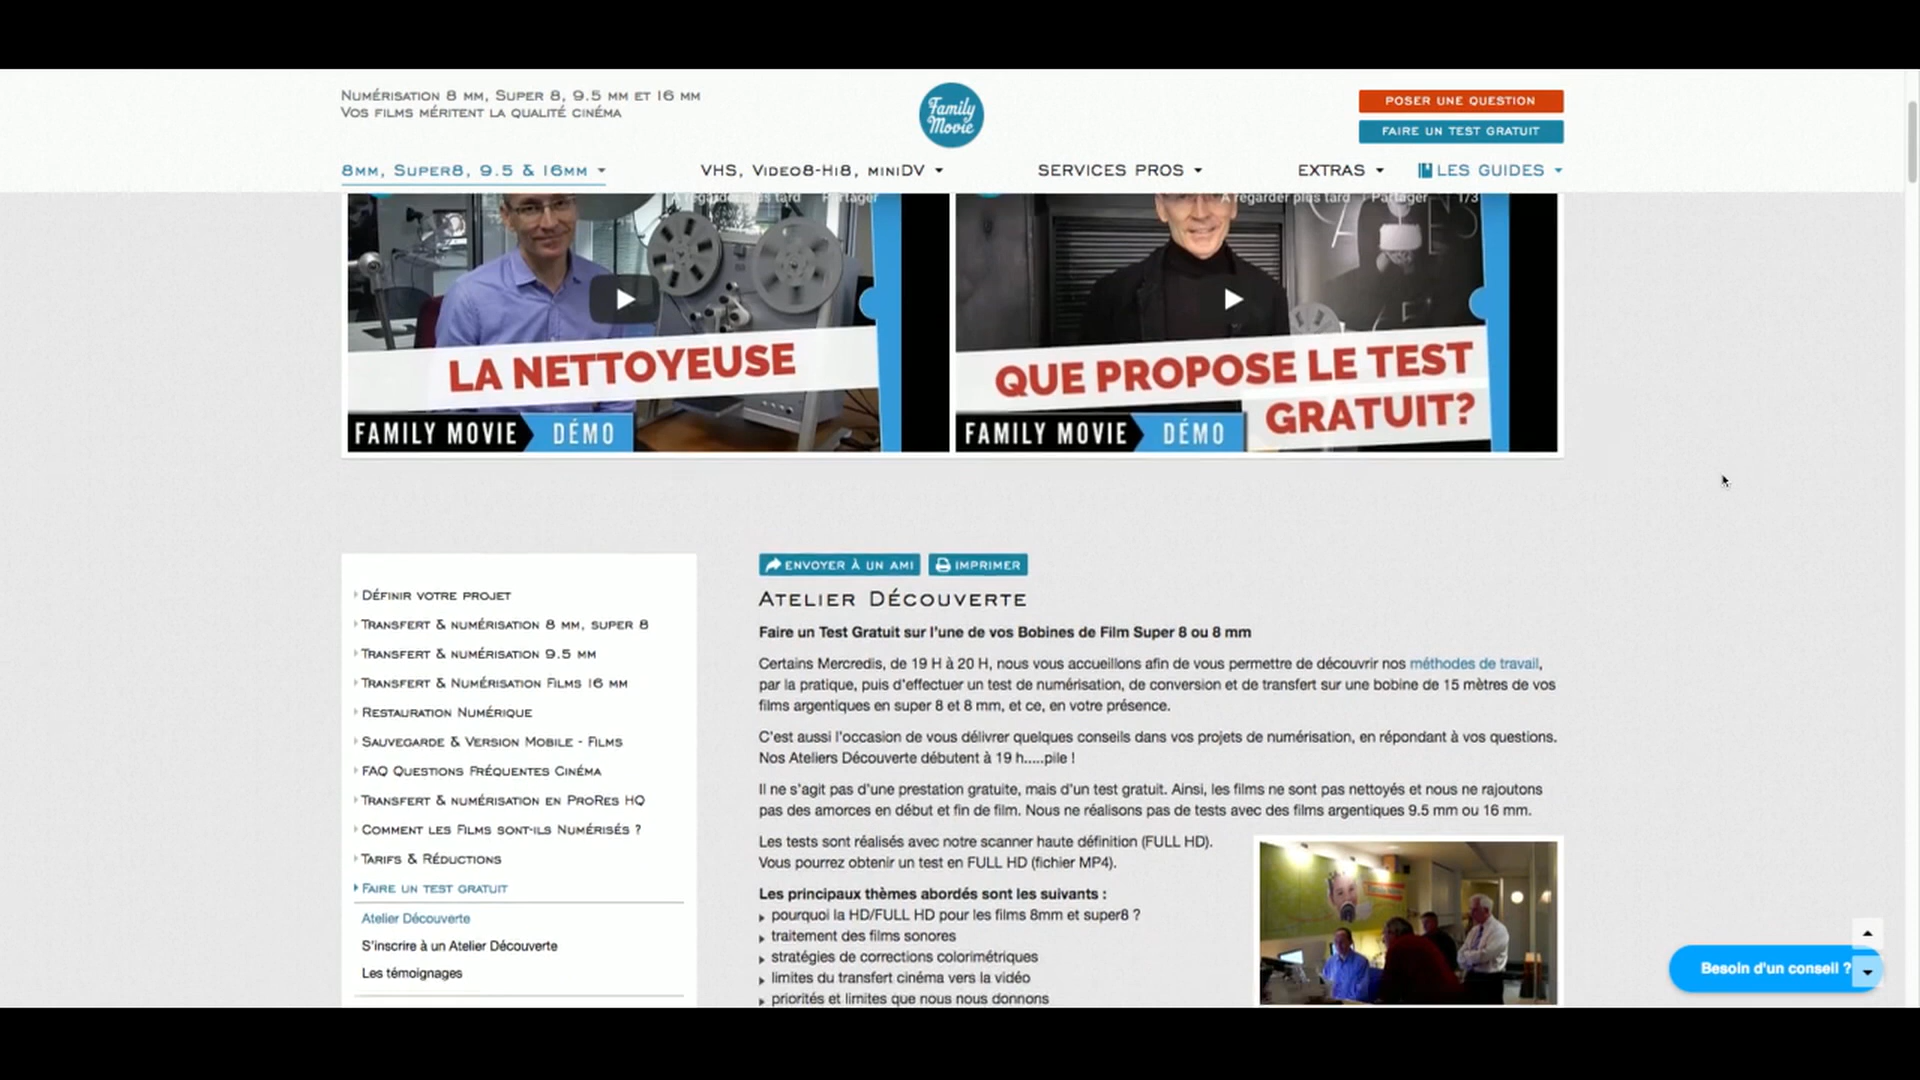 Numérisation 8 mm, Super 8, 9.5 mm et 16 mm
Vos films méritent la qualité cinéma
Family
Movie
POSER UNE QUESTION
FAIRE UN TEST GRATUIT
8mm, Super8, 9.5 & 16mm
VHS, Video8-Hi8, miniDV
SERVICES PROS
EXTRAS
LES GUIDES
À regarder plus tard
Partager
À regarder plus tard
Partager
1/3
LA NETTOYEUSE
FAMILY MOVIE
DÉMO
QUE PROPOSE LE TEST
GRATUIT?
FAMILY MOVIE
DÉMO
Définir votre projet
Transfert & numérisation 8 mm, super 8
Transfert & numérisation 9.5 mm
Transfert & Numérisation Films 16 mm
Restauration Numérique
Sauvegarde & Version Mobile - Films
FAQ Questions Fréquentes Cinéma
Transfert & numérisation en ProRes HQ
Comment les Films sont-ils Numérisés ?
Tarifs & Réductions
Faire un test gratuit
Atelier Découverte
S'inscrire à un Atelier Découverte
Les témoignages
ENVOYER À UN AMI
IMPRIMER
Atelier Découverte
Faire un Test Gratuit sur l'une de vos Bobines de Film Super 8 ou 8 mm
Certains Mercredis, de 19 H à 20 H, nous vous accueillons afin de vous permettre de découvrir nos méthodes de travail,
par la pratique, puis d'effectuer un test de numérisation, de conversion et de transfert sur une bobine de 15 mètres de vos
films argentiques en super 8 et 8 mm, et ce, en votre présence.
C'est aussi l'occasion de vous délivrer quelques conseils dans vos projets de numérisation, en répondant à vos questions.
Nos Ateliers Découverte débutent à 19 h.....pile !
Il ne s'agit pas d'une prestation gratuite, mais d'un test gratuit. Ainsi, les films ne sont pas nettoyés et nous ne rajoutons
pas des amorces en début et fin de film. Nous ne réalisons pas de tests avec des films argentiques 9.5 mm ou 16 mm.
Les tests sont réalisés avec notre scanner haute définition (FULL HD).
Vous pourrez obtenir un test en FULL HD (fichier MP4).
Les principaux thèmes abordés sont les suivants :
pourquoi la HD/FULL HD pour les films 8mm et super8 ?
traitement des films sonores
stratégies de corrections colorimétriques
limites du transfert cinéma vers la vidéo
priorités et limites que nous nous donnons
Besoin d'un conseil ?